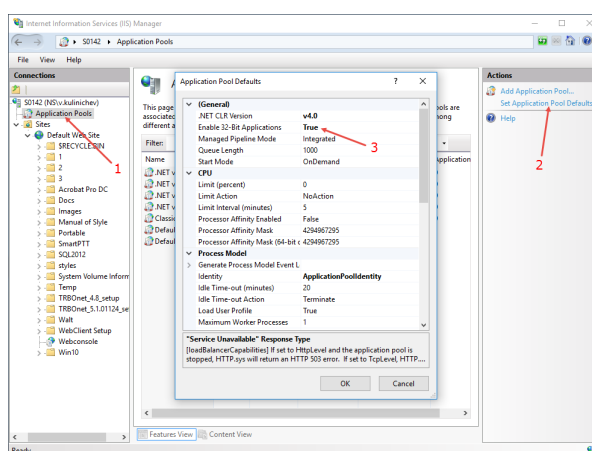 Internet Information Services (IIS) Manager
S0142 Application Pools
File View Help
Connections
S0142 (NS\v.kulinichev)
Application Pools
Sites
Default Web Site
$RECYCLE.BIN
1
2
3
Acrobat Pro DC
Docs
Images
Manual of Slyle
Portable
SmartPTT
SQL2012
styles
System Volume Inform
Temp
TRBOnet_4.8_setup
TRBOnet_5.1.01124_se
Walt
WebClient Setup
Webconsole
Win10
1
This page
associated
different a
ools are
mong
Filter:
Name
pplication
.NET v
.NET v
.NET v
.NET v
Classic
Defaul
Defaul
Application Pool Defaults
(General)
.NET CLR Version v4.0
Enable 32-Bit Applications True
Managed Pipeline Mode Integrated
Queue Length 1000
Start Mode OnDemand
3
CPU
Limit (percent) 0
Limit Action NoAction
Limit Interval (minutes) 5
Processor Affinity Enabled False
Processor Affinity Mask 4294967295
Processor Affinity Mask (64-bit c 4294967295
Process Model
Generate Process Model Event L
Identity ApplicationPoolIdentity
Idle Time-out (minutes) 20
Idle Time-out Action Terminate
Load User Profile True
Maximum Worker Processes 1
"Service Unavailable" Response Type
[loadBalancerCapabilities] If set to HttpLevel and the application pool is
stopped, HTTP.sys will return an HTTP 503 error. If set to TcpLevel, HTTP....
OK Cancel
Features View Content View
Actions
Add Application Pool...
Set Application Pool Defaults
Help
2
Ready